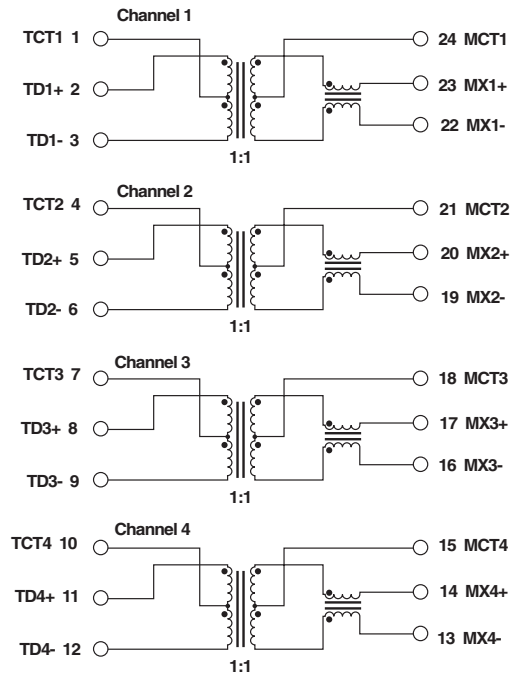 Channel 1
TCT1 1
24 MCT1
TD1+ 2
23 MX1+
22 MX1-
TD1- 3
1:1
Channel 2
TCT2 4
21 MCT2
TD2+ 5
20 MX2+
19 MX2-
TD2- 6
1:1
Channel 3
TCT3 7
18 MCT3
TD3+ 8
17 MX3+
16 MX3-
TD3- 9
1:1
Channel 4
TCT4 10
15 MCT4
TD4+ 11
14 MX4+
13 MX4-
TD4- 12
1:1